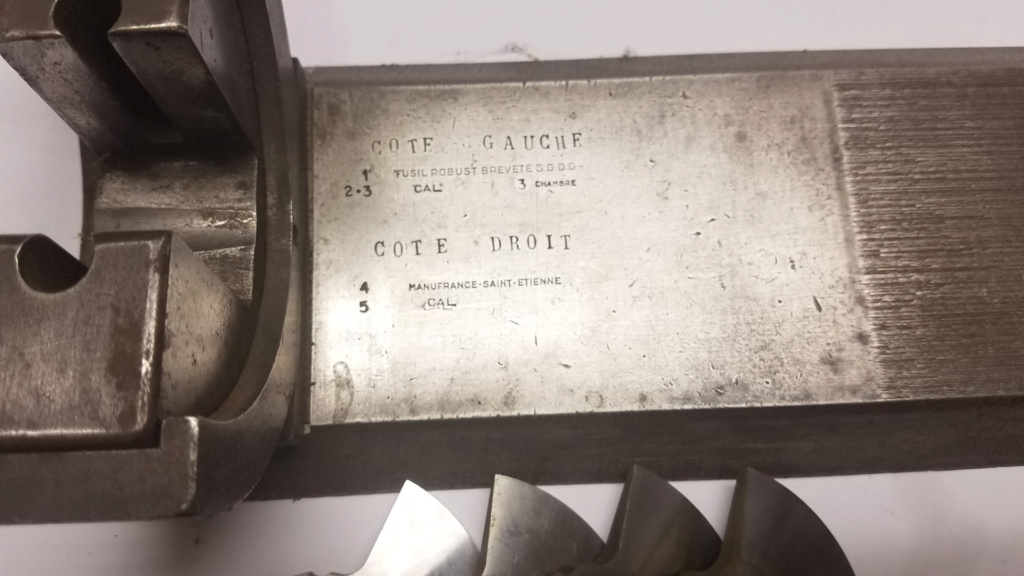 COTE GAUCHE
1 FUSIL ROBUST BREVETE S.G.D.G
2-3 CAL 3 CHAMBRE
COTE DROIT
4 MANUFRANCE-SAINT-ETIENNE
5 CAL